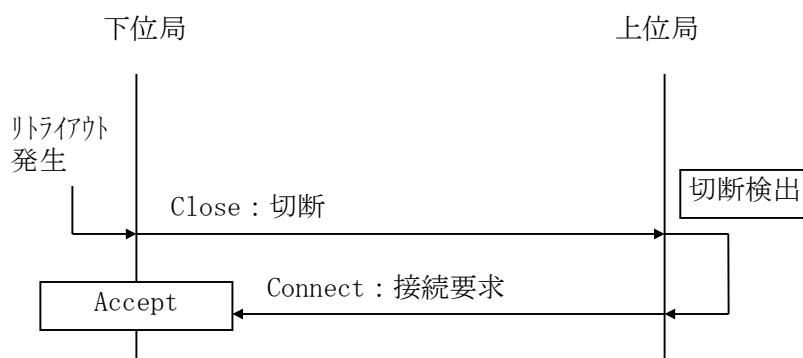 下位局
上位局
ﾘﾄﾗｲｱｳﾄ
発生
切断検出
Close：切断
Connect：接続要求
Accept